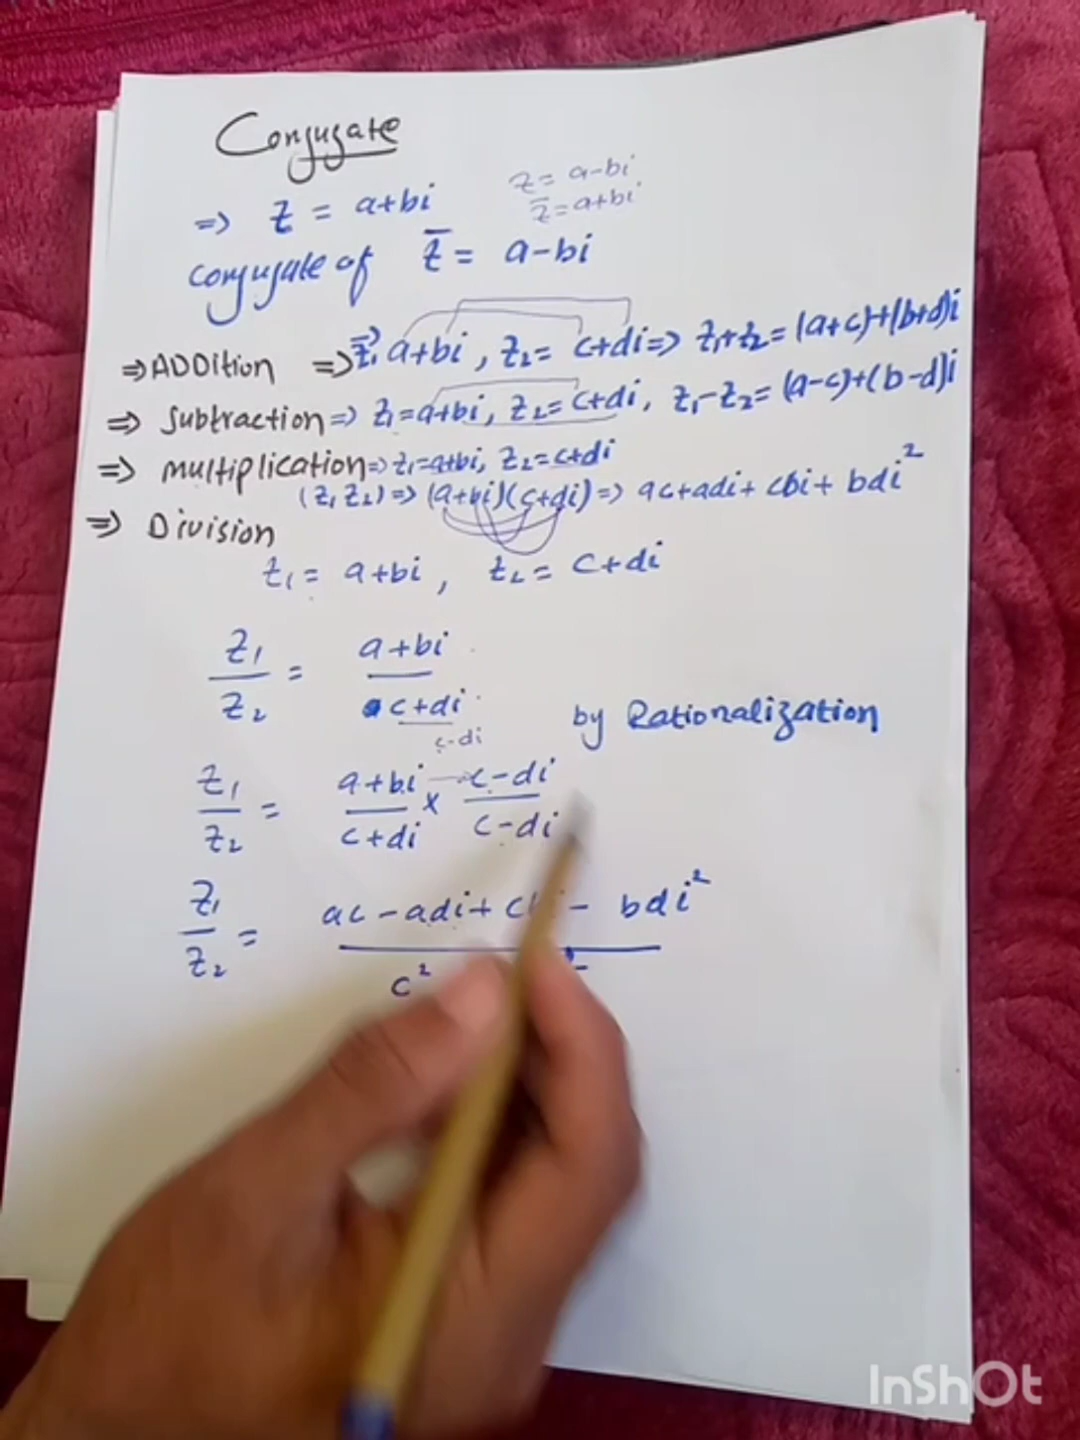 Conjugate
⇒ z = a+bi
z = a-bi
z̅ = a+bi
conjugate of z̅ = a-bi
⇒ ADDition ⇒ z₁ a+bi, z₂ = c+di ⇒ z₁+z₂ = (a+c)+(b+d)i
⇒ Subtraction ⇒ z₁=a+bi, z₂=c+di, z₁-z₂=(a-c)+(b-d)i
⇒ multiplication ⇒ z₁=a+bi, z₂=c+di
(z₁z₂) ⇒ (a+bi)(c+di) ⇒ ac+adi+cbi+bdi²
⇒ Division
z₁ = a+bi, z₂ = c+di
z₁/z₂ = a+bi/c+di
c-di
by Rationalization
z₁/z₂ = a+bi/c+di × c-di/c-di
z₁/z₂ = ac-adi+c i- bdi²/c²
InShOt